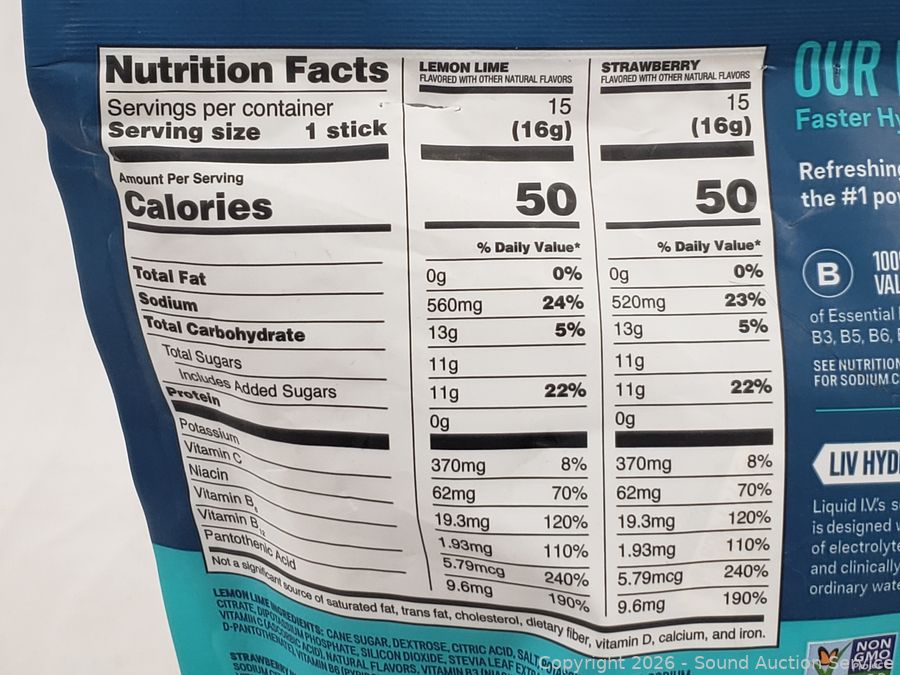 Nutrition Facts LEMON LIME STRAWBERRY
FLAVORED WITH OTHER NATURAL FLAVORS FLAVORED WITH OTHER NATURAL FLAVORS
Servings per container 15 15
Serving size 1 stick (16g) (16g)
Amount Per Serving
Calories 50 50
% Daily Value* % Daily Value*
Total Fat 0g 0% 0g 0%
Sodium 560mg 24% 520mg 23%
Total Carbohydrate 13g 5% 13g 5%
Total Sugars 11g 11g
Includes Added Sugars 11g 22% 11g 22%
Protein 0g 0g
Potassium 370mg 8% 370mg 8%
Vitamin C 62mg 70% 62mg 70%
Niacin 19.3mg 120% 19.3mg 120%
Vitamin B6 1.93mg 110% 1.93mg 110%
Vitamin B12 5.79mcg 240% 5.79mcg 240%
Pantothenic Acid 9.6mg 190% 9.6mg 190%
Not a significant source of saturated fat, trans fat, cholesterol, dietary fiber, vitamin D, calcium, and iron.
LEMON LIME INGREDIENTS: CANE SUGAR, DEXTROSE, CITRIC ACID, SALT,
CITRATE, DIPOTASSIUM PHOSPHATE, SILICON DIOXIDE, STEVIA LEAF
VITAMIN C (ASCORBIC ACID), NATURAL FLAVORS, VITAMIN B3
STRAWBERRY
OUR
Faster
Refreshing
the #1
B
of Essential
B3, B5, B6,
SEE NUTRITION
FOR SODIUM
LIV
Liquid I.V.'s
is designed
of electrolyte
and clinically
ordinary
NON
GMO
Copyright 2026 - Sound Auction Service